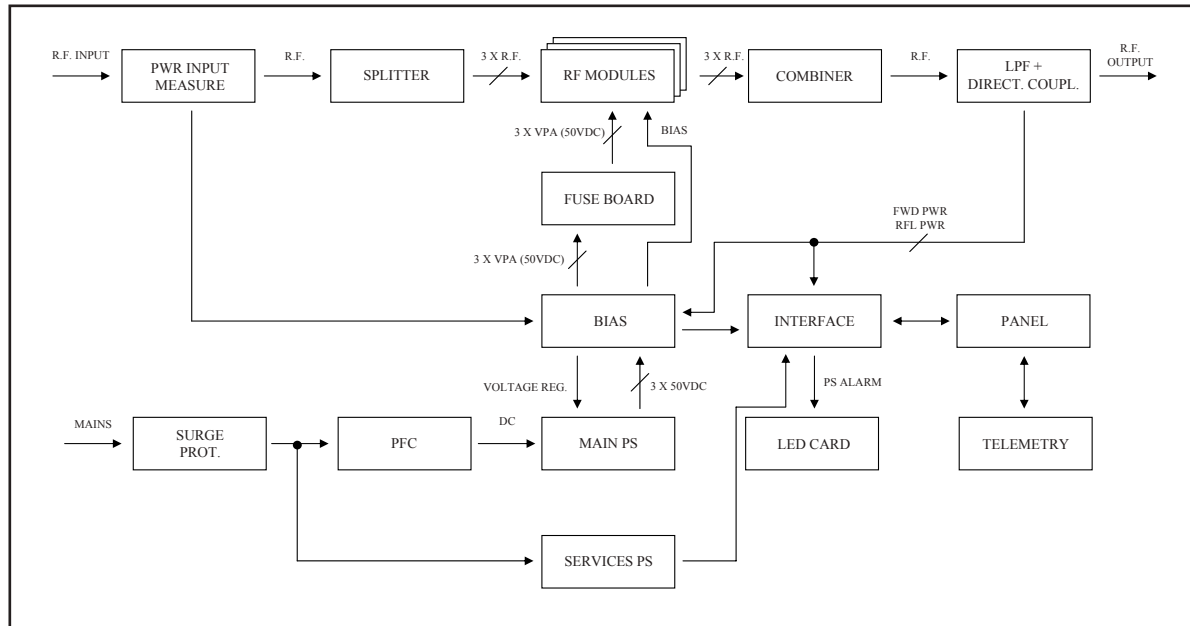 R.F. INPUT
PWR INPUT
MEASURE
R.F.
SPLITTER
3 X R.F.
RF MODULES
3 X R.F.
COMBINER
R.F.
LPF +
DIRECT. COUPL.
R.F.
OUTPUT
3 X VPA (50VDC)
BIAS
FUSE BOARD
FWD PWR
RFL PWR
3 X VPA (50VDC)
BIAS
INTERFACE
PANEL
VOLTAGE REG.
3 X 50VDC
PS ALARM
MAINS
SURGE
PROT.
PFC
DC
MAIN PS
LED CARD
TELEMETRY
SERVICES PS